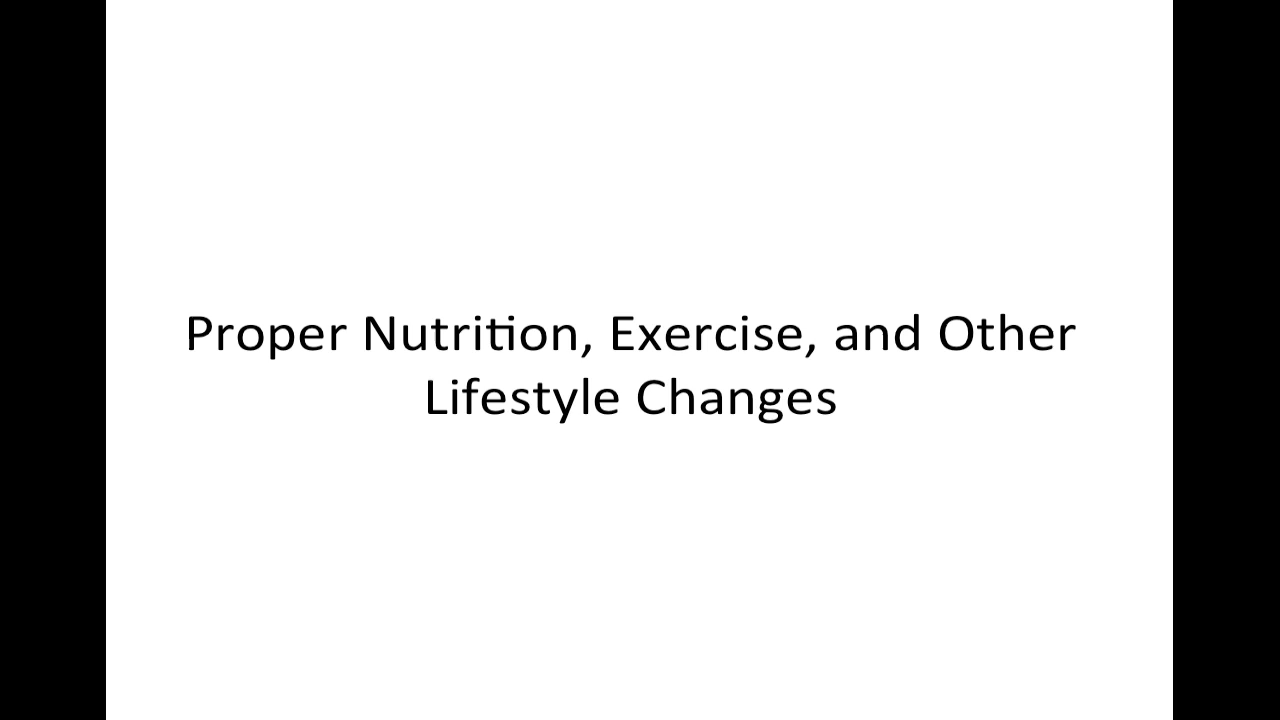 Proper Nutrition, Exercise, and Other
Lifestyle Changes